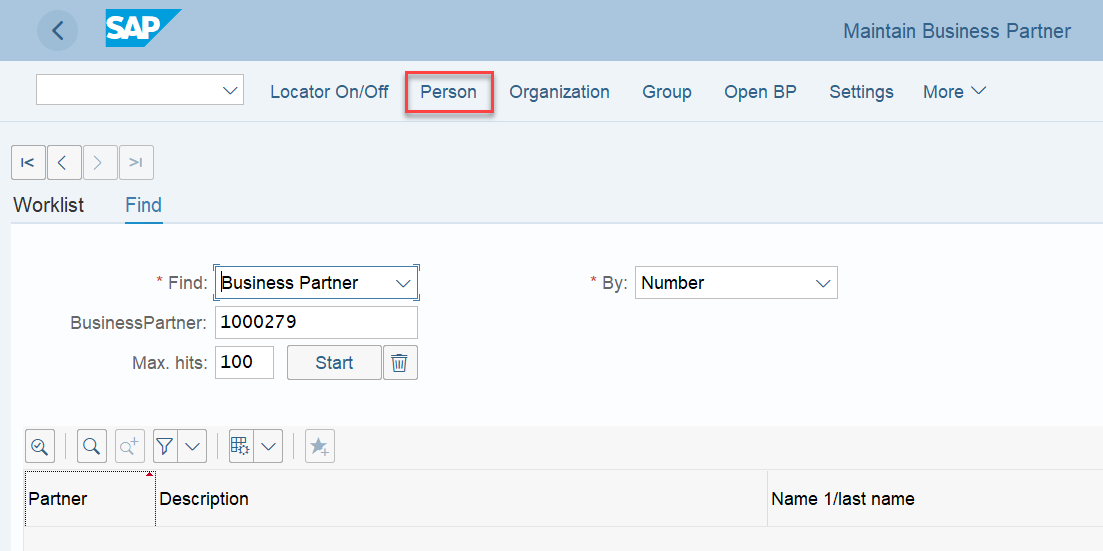 SAP Maintain Business Partner
Locator On/Off Person Organization Group Open BP Settings More
Worklist Find
* Find: Business Partner * By: Number
BusinessPartner: 1000279
Max. hits: 100 Start
Partner Description Name 1/last name